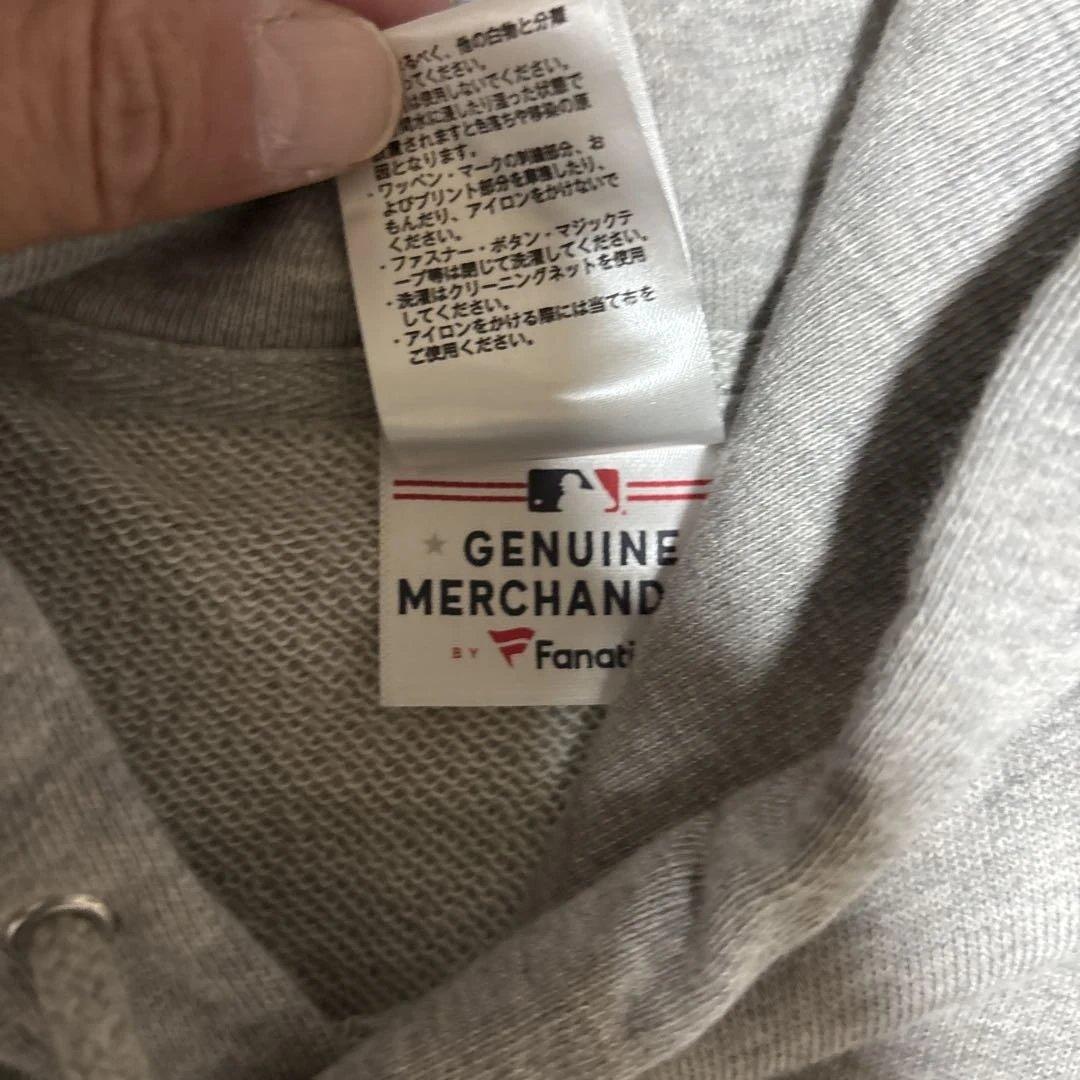 るべく、他の白物と分離
ってください。
は使用しないでください。
間水に浸したり湿った状態で
放置されますと色落ちや移染の原
因となります。
・ワッペン・マークの刺繍部分、お
よびプリント部分を摩擦したり、
もんだり、アイロンをかけないで
ください。
・ファスナー・ボタン・マジックテ
ープ等は閉じて洗濯してください。
・洗濯はクリーニングネットを使用
してください。
・アイロンをかける際には当て布を
ご使用ください。
GENUINE
MERCHAND
BY Fanati